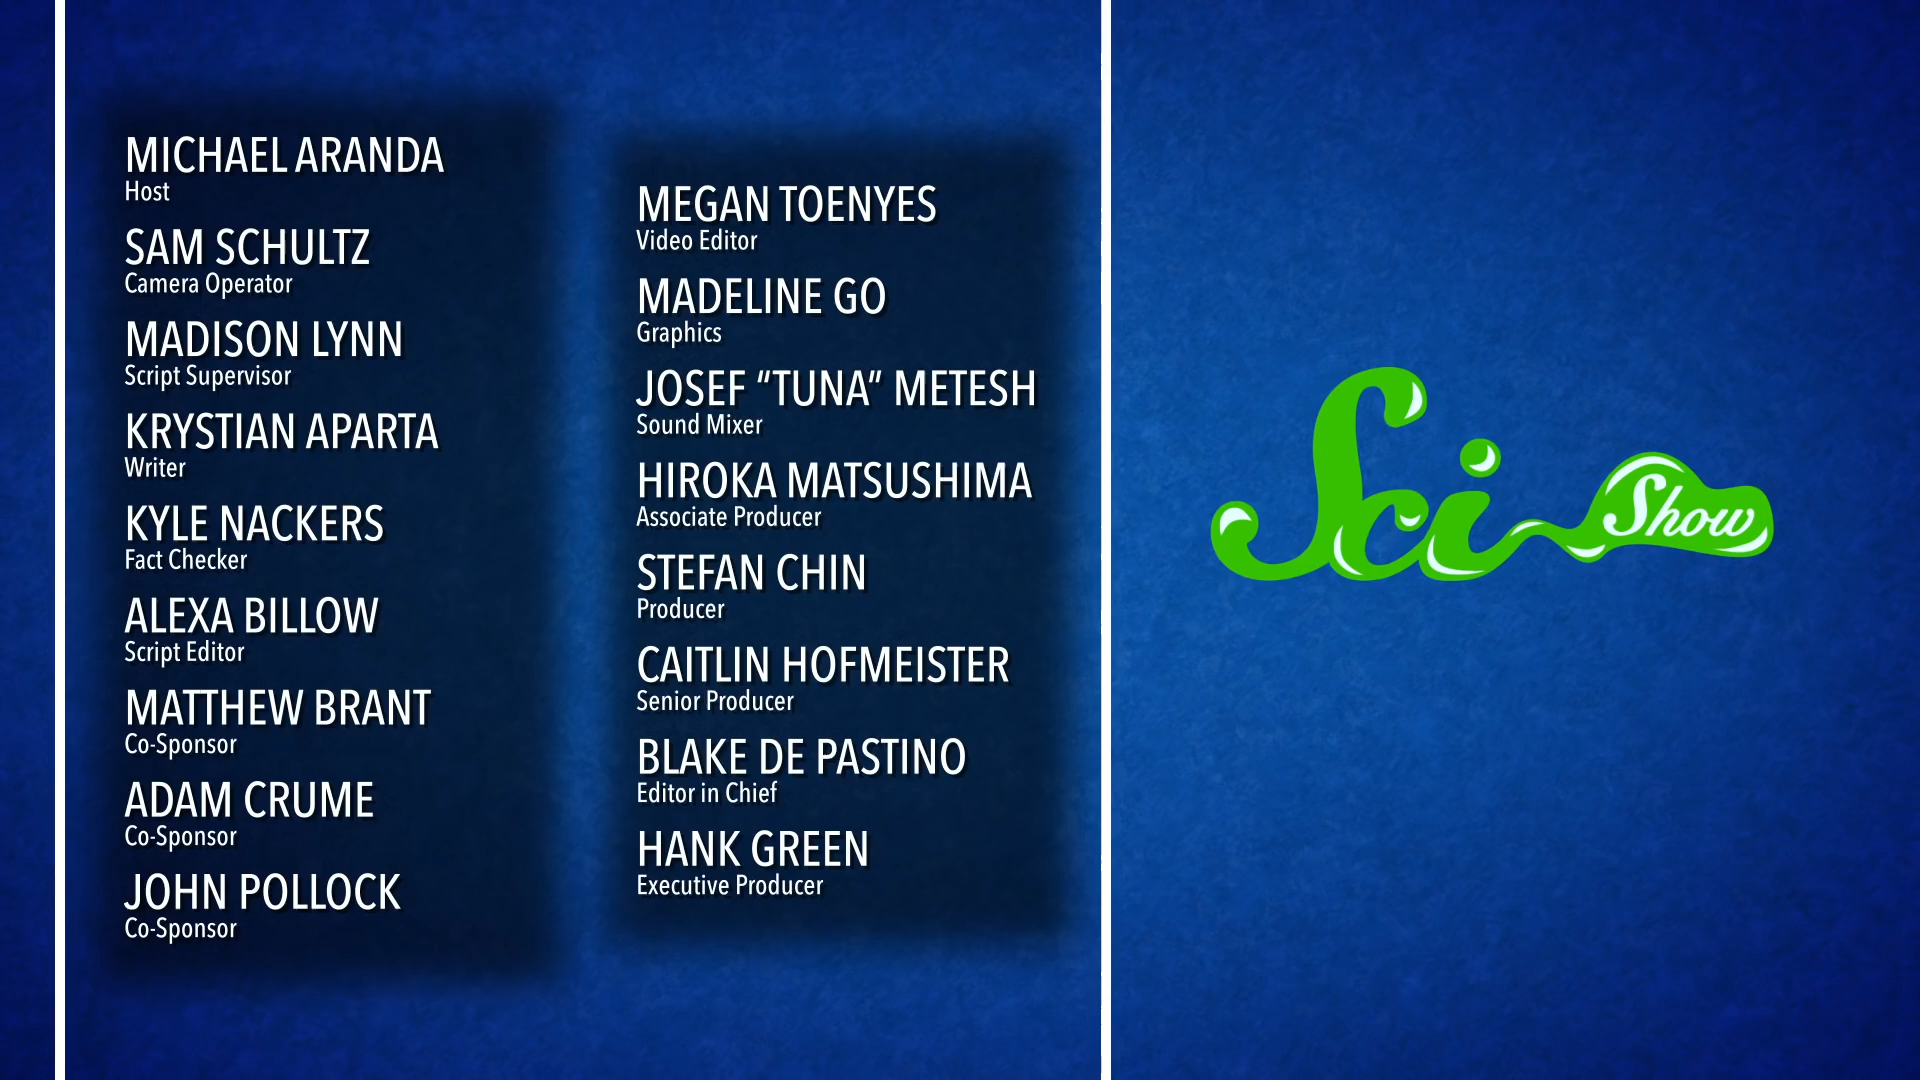 MICHAEL ARANDA
Host
SAM SCHULTZ
Camera Operator
MADISON LYNN
Script Supervisor
KRYSTIAN APARTA
Writer
KYLE NACKERS
Fact Checker
ALEXA BILLOW
Script Editor
MATTHEW BRANT
Co-Sponsor
ADAM CRUME
Co-Sponsor
JOHN POLLOCK
Co-Sponsor
MEGAN TOENYES
Video Editor
MADELINE GO
Graphics
JOSEF “TUNA” METESH
Sound Mixer
HIROKA MATSUSHIMA
Associate Producer
STEFAN CHIN
Producer
CAITLIN HOFMEISTER
Senior Producer
BLAKE DE PASTINO
Editor in Chief
HANK GREEN
Executive Producer
Sci Show